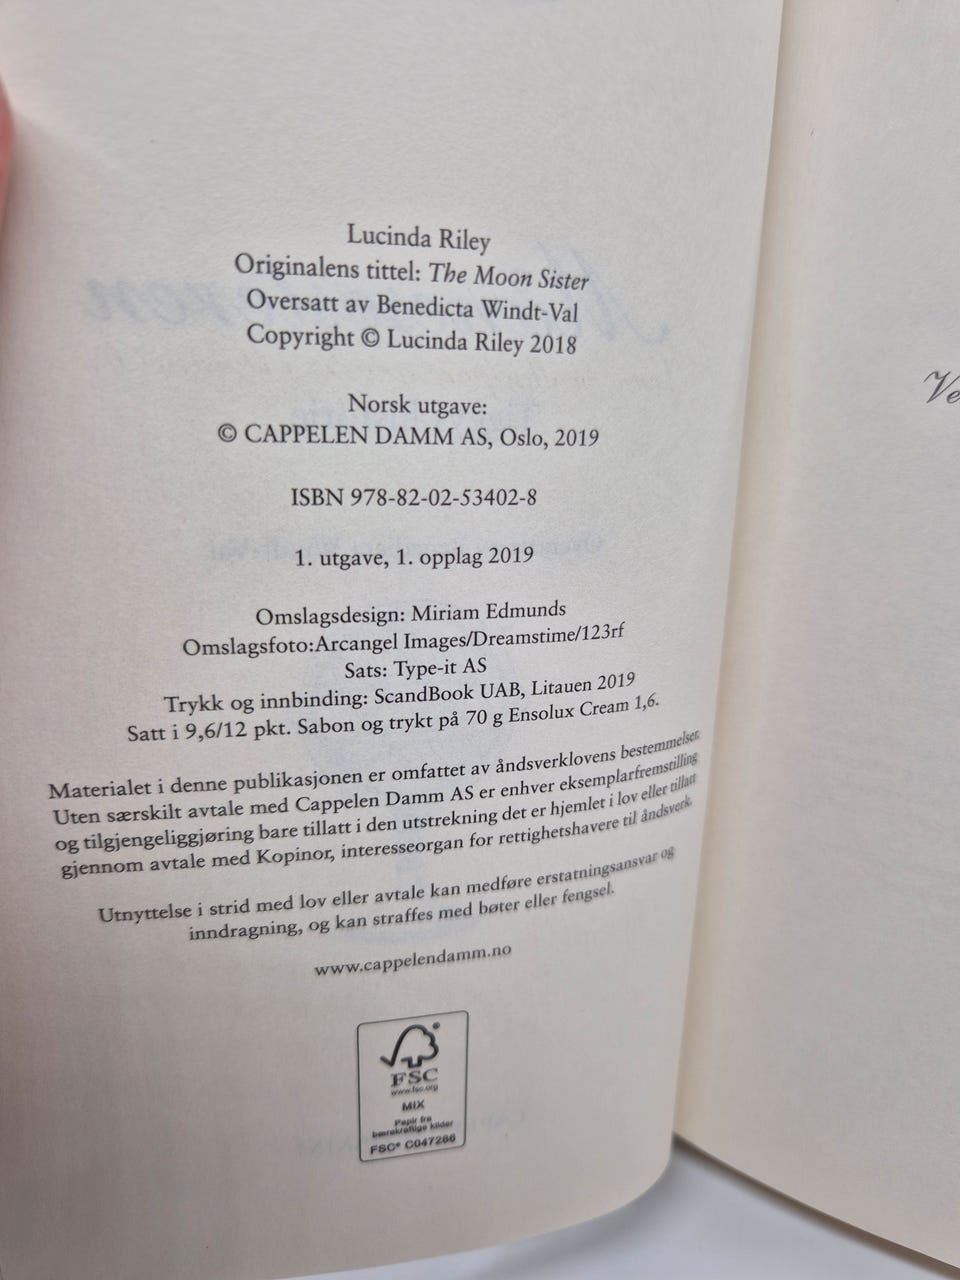 Lucinda Riley
Originalens tittel: The Moon Sister
Oversatt av Benedicta Windt-Val
Copyright © Lucinda Riley 2018
Norsk utgave:
© CAPPELEN DAMM AS, Oslo, 2019
ISBN 978-82-02-53402-8
1. utgave, 1. opplag 2019
Omslagsdesign: Miriam Edmunds
Omslagsfoto:Arcangel Images/Dreamstime/123rf
Sats: Type-it AS
Trykk og innbinding: ScandBook UAB, Litauen 2019
Satt i 9,6/12 pkt. Sabon og trykt på 70 g Ensolux Cream 1,6.
Materialet i denne publikasjonen er omfattet av åndsverklovens bestemmelser.
Uten særskilt avtale med Cappelen Damm AS er enhver eksemplarfremstilling
og tilgjengeliggjøring bare tillatt i den utstrekning det er hjemlet i lov eller tillatt
gjennom avtale med Kopinor, interesseorgan for rettighetshavere til åndsverk.
Utnyttelse i strid med lov eller avtale kan medføre erstatningsansvar og
inndragning, og kan straffes med bøter eller fengsel.
www.cappelendamm.no
FSC
www.fsc.org
MIX
Papir fra
bærekraftige kilder
FSC® C047266
Ve